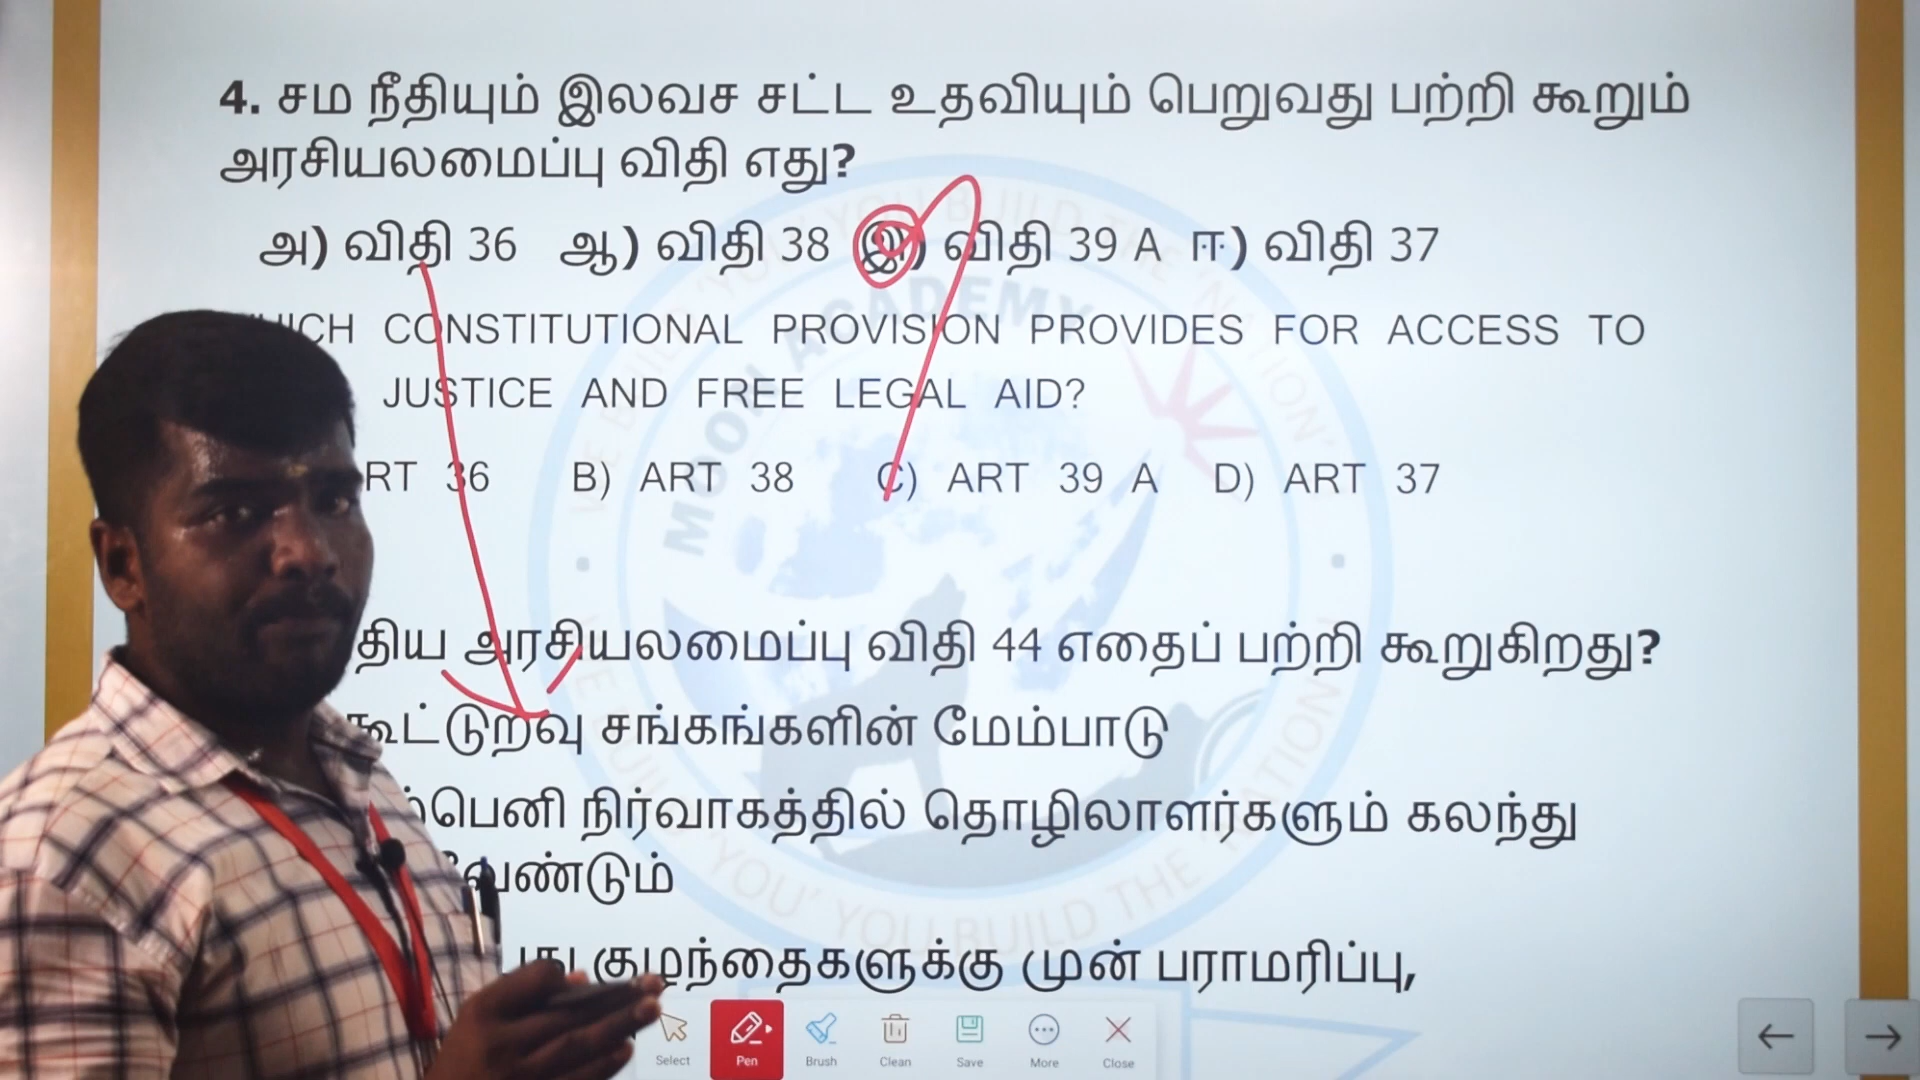 4. சம நீதியும் இலவச சட்ட உதவியும் பெறுவது பற்றி கூறும்
அரசியலமைப்பு விதி எது?
அ) விதி 36 ஆ) விதி 38 இ) விதி 39 A ஈ) விதி 37
CONSTITUTIONAL PROVISION PROVIDES FOR ACCESS TO
JUSTICE AND FREE LEGAL AID?
36 B) ART 38 C) ART 39 A D) ART 37
அரசியலமைப்பு விதி 44 எதைப் பற்றி கூறுகிறது?
கூட்டுறவு சங்கங்களின் மேம்பாடு
நிர்வாகத்தில் தொழிலாளர்களும் கலந்து
வேண்டும்
குழந்தைகளுக்கு முன் பராமரிப்பு,
MOON ACADEMY
Select Pen Brush Clean Save More Close